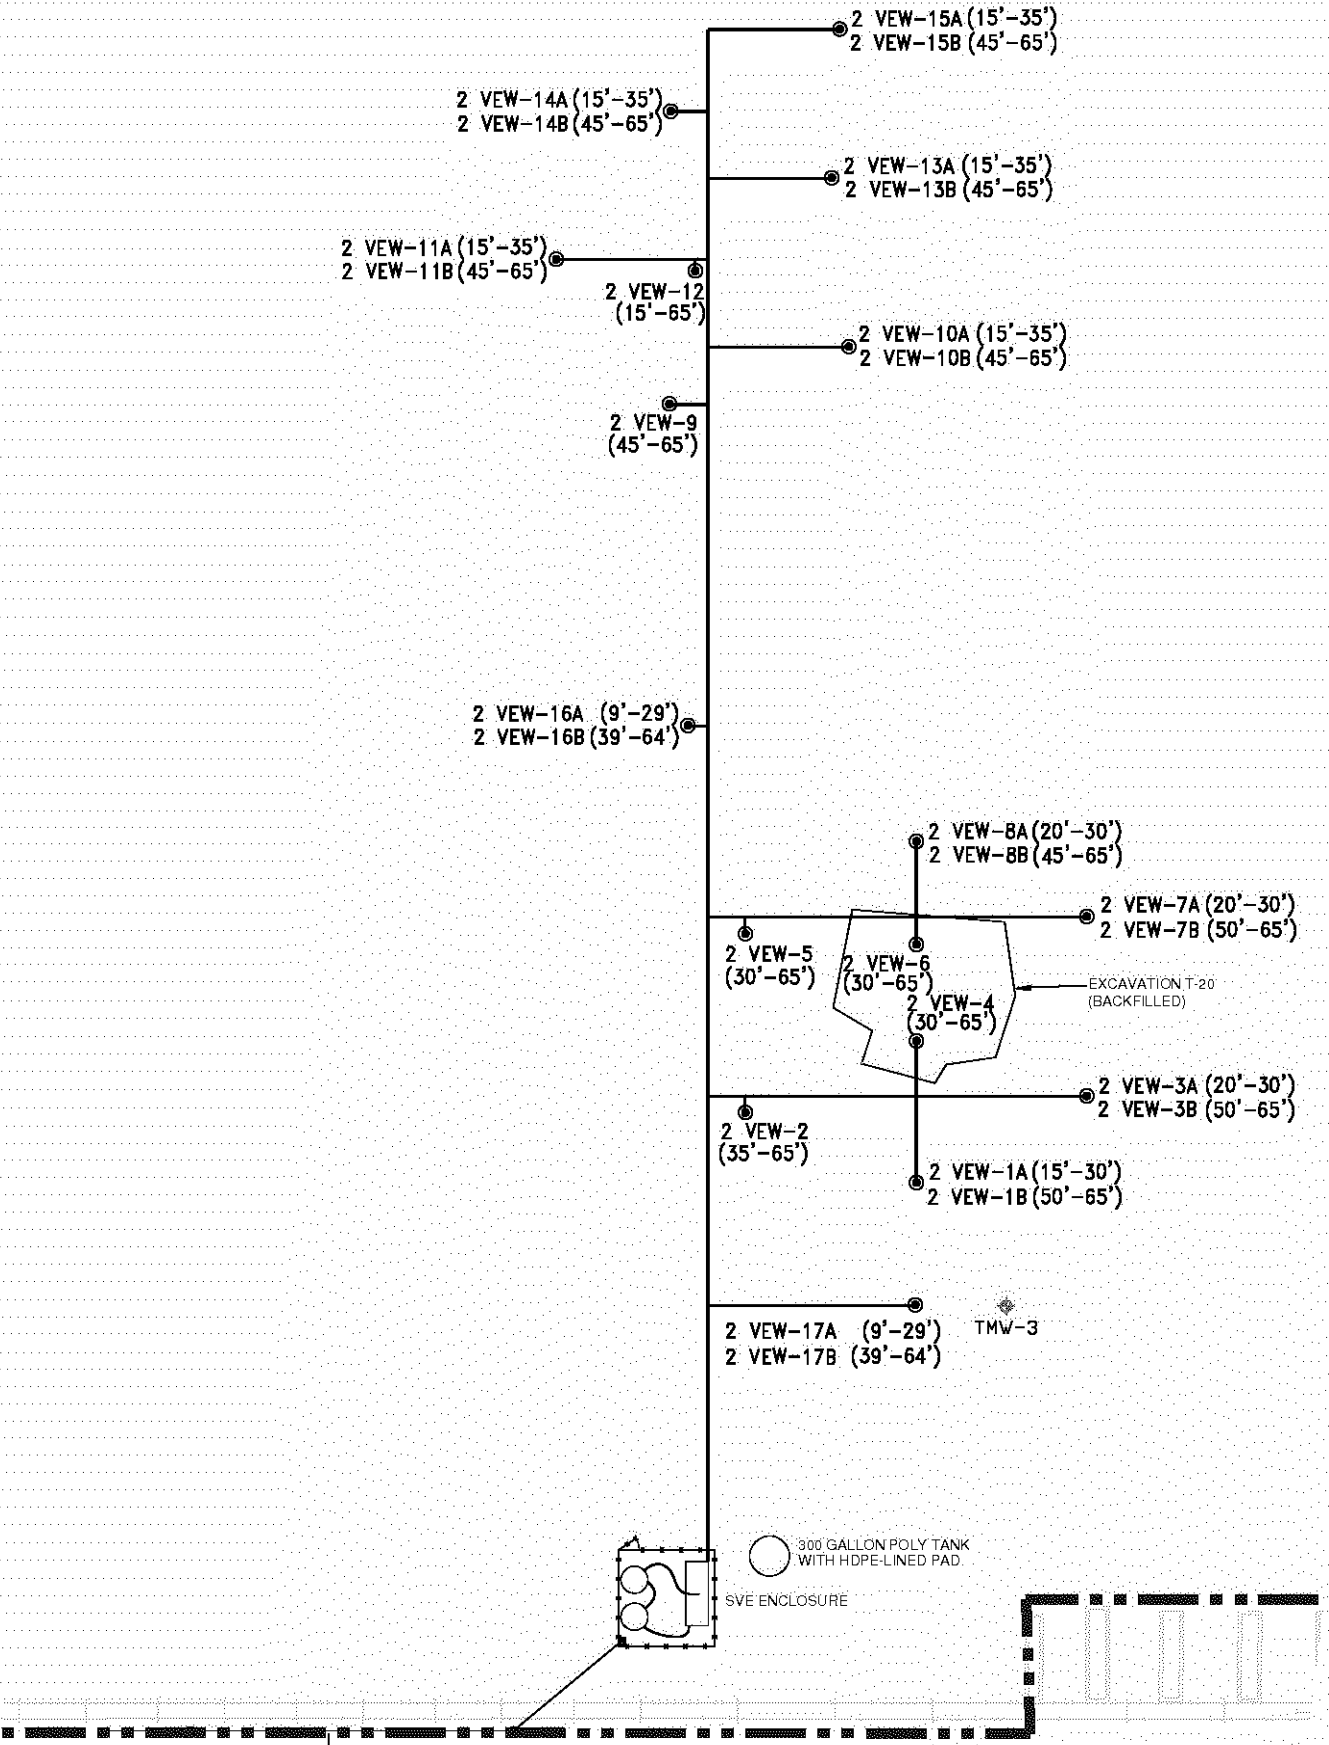 2 VEW-15A (15'-35')
2 VEW-15B (45'-65')
2 VEW-14A (15'-35')
2 VEW-14B (45'-65')
2 VEW-13A (15'-35')
2 VEW-13B (45'-65')
2 VEW-11A (15'-35')
2 VEW-11B (45'-65')
2 VEW-12
(15'-65')
2 VEW-10A (15'-35')
2 VEW-10B (45'-65')
2 VEW-9
(45'-65')
2 VEW-16A (9'-29')
2 VEW-16B (39'-64')
2 VEW-8A (20'-30')
2 VEW-8B (45'-65')
2 VEW-7A (20'-30')
2 VEW-7B (50'-65')
2 VEW-5
(30'-65')
2 VEW-6
(30'-65')
EXCAVATION T-20
(BACKFILLED)
2 VEW-4
(30'-65')
2 VEW-3A (20'-30')
2 VEW-3B (50'-65')
2 VEW-2
(35'-65')
2 VEW-1A (15'-30')
2 VEW-1B (50'-65')
2 VEW-17A (9'-29')
2 VEW-17B (39'-64')
TMW-3
300 GALLON POLY TANK
WITH HDPE-LINED PAD
SVE ENCLOSURE